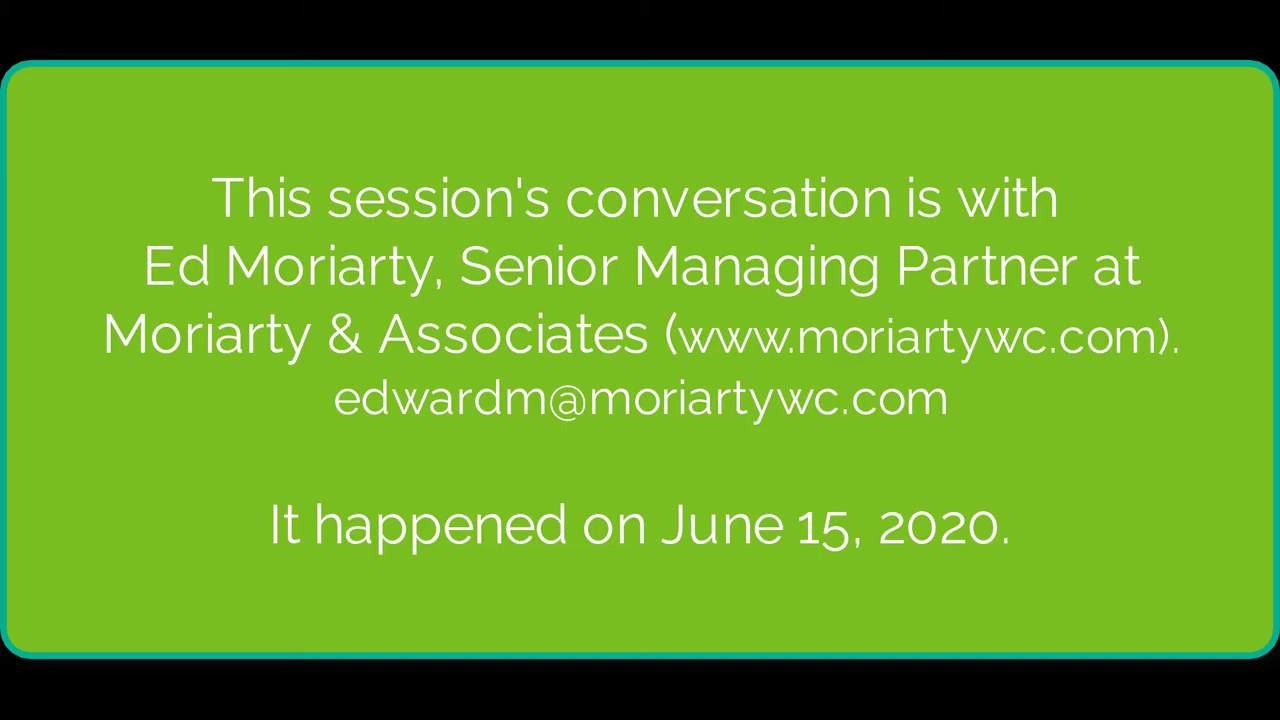 This session's conversation is with
Ed Moriarty, Senior Managing Partner at
Moriarty & Associates (www.moriartywc.com).
edwardm@moriartywc.com
It happened on June 15, 2020.